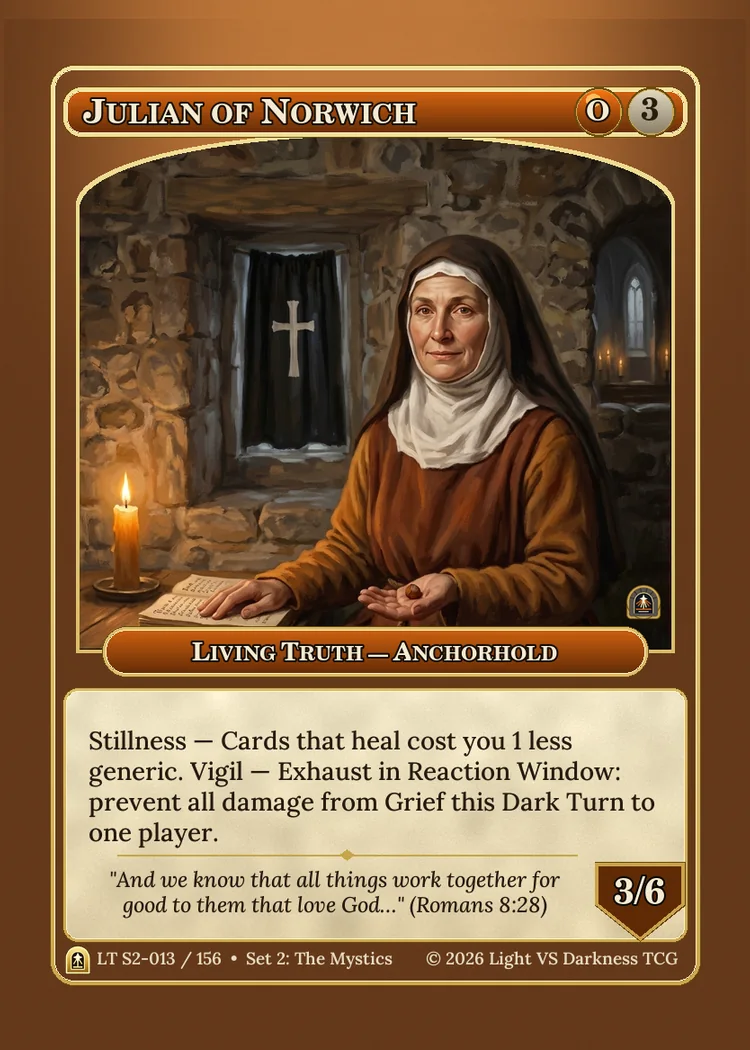 Julian of Norwich
O 3
Living Truth — Anchorhold
Stillness — Cards that heal cost you 1 less
generic. Vigil — Exhaust in Reaction Window:
prevent all damage from Grief this Dark Turn to
one player.
"And we know that all things work together for
good to them that love God..." (Romans 8:28)
3/6
LT S2-013 / 156 • Set 2: The Mystics © 2026 Light VS Darkness TCG